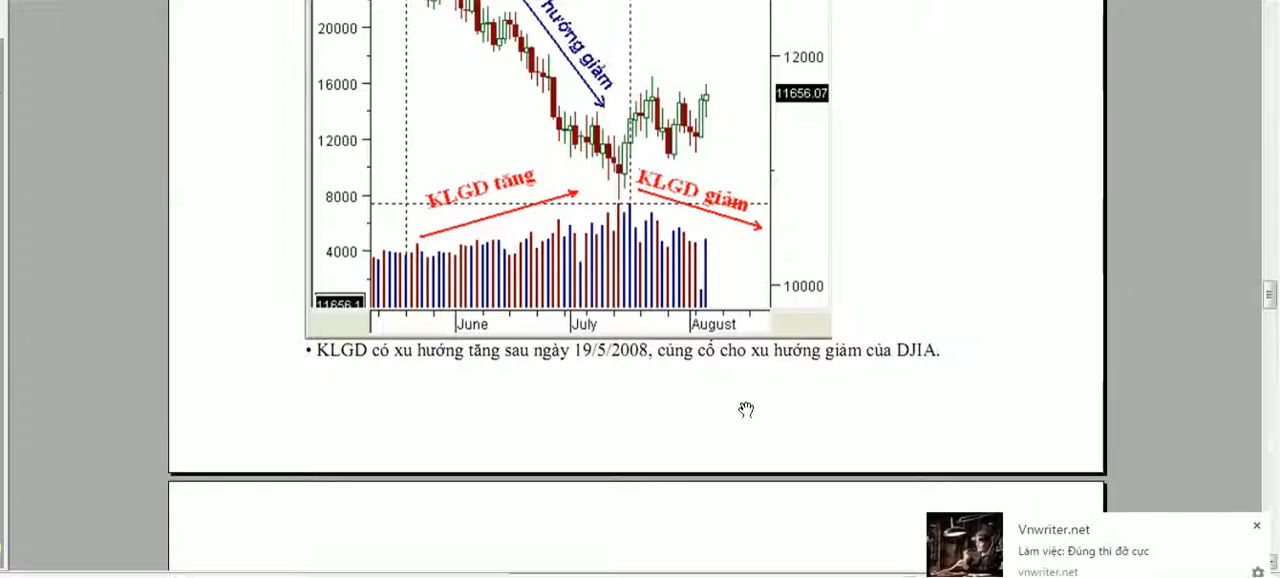 20000
12000
hướng giảm
16000
11656.07
12000
KLGD tăng
KLGD giảm
8000
4000
10000
11656.1
June
July
August
• KLGD có xu hướng tăng sau ngày 19/5/2008, củng cố cho xu hướng giảm của DJIA.
Vnwriter.net
Làm việc: Đúng thì đỡ cực
vnwriter.net